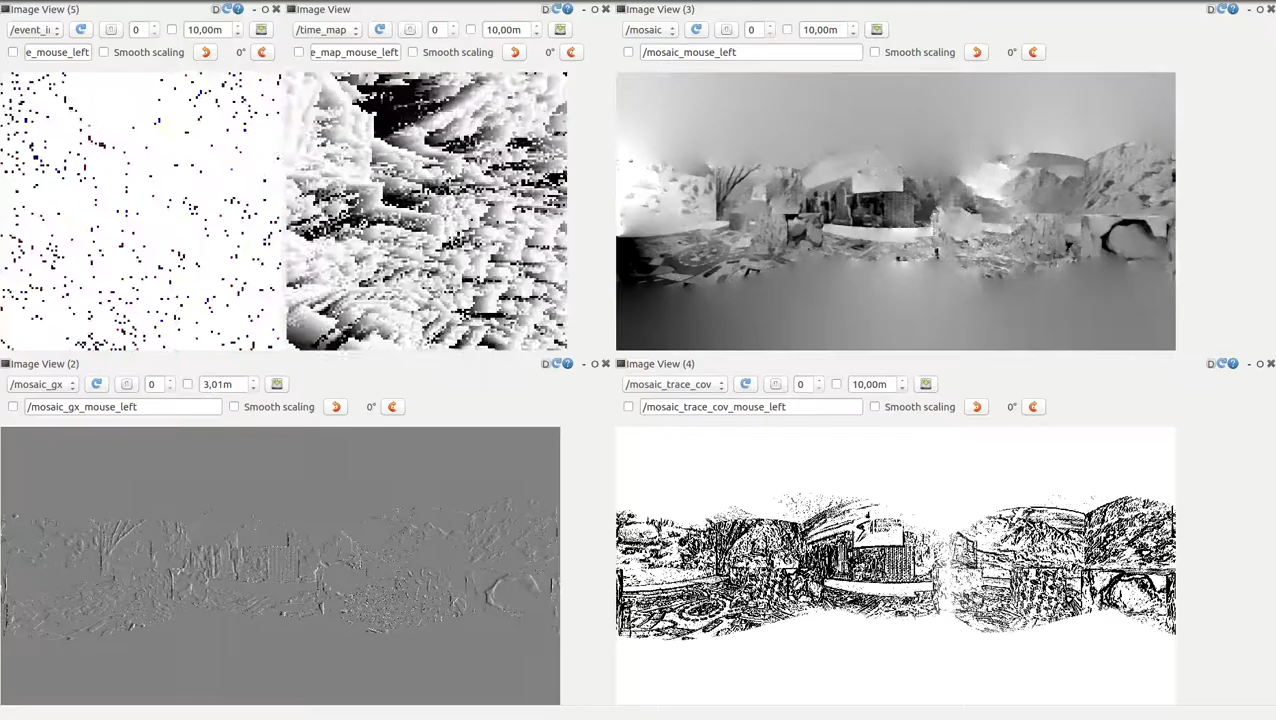 Image View (5)
D
- O
/event_i
0
10,00m
e_mouse_left
Smooth scaling
0°
Image View
D
- O
/time_map
0
10,00m
e_map_mouse_left
Smooth scaling
0°
Image View (3)
D
- O
/mosaic
0
10,00m
/mosaic_mouse_left
Smooth scaling
0°
Image View (2)
D
- O
/mosaic_gx
0
3,01m
/mosaic_gx_mouse_left
Smooth scaling
0°
Image View (4)
D
- O
/mosaic_trace_cov
0
10,00m
/mosaic_trace_cov_mouse_left
Smooth scaling
0°